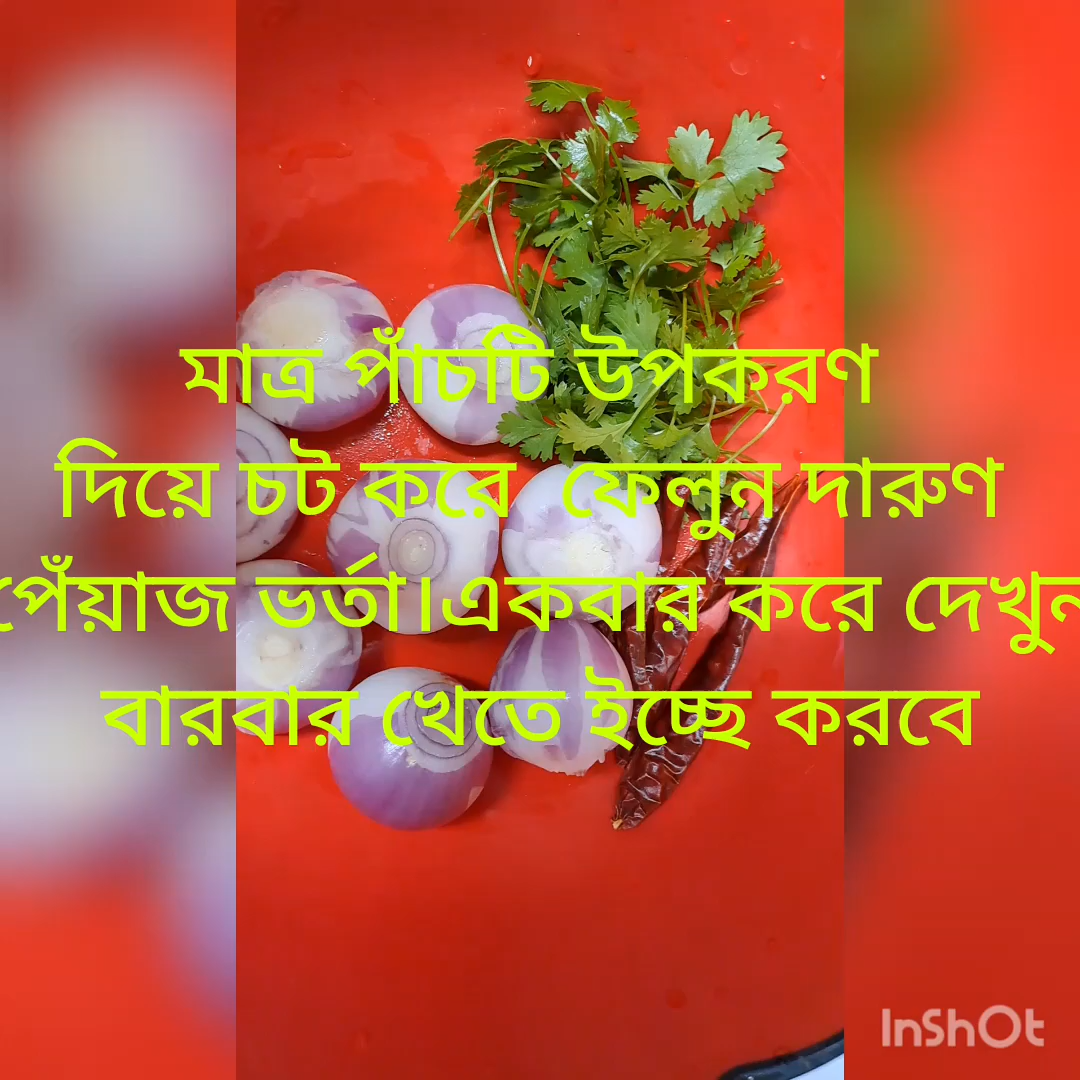 মাত্র পাঁচটি উপকরণ
দিয়ে চট করে ফেলুন দারুণ
পেঁয়াজ ভর্তা।একবার করে দেখুন
বারবার খেতে ইচ্ছে করবে
InShOt